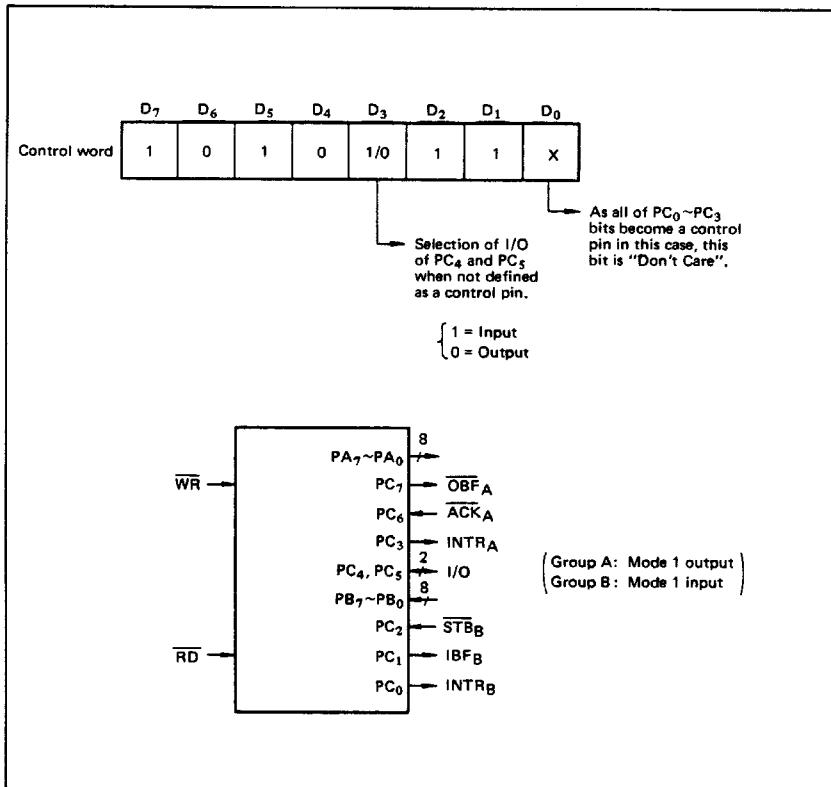 D7 D6 D5 D4 D3 D2 D1 D0
Control word 1 0 1 0 1/0 1 1 X
As all of PC0~PC3
bits become a control
pin in this case, this
bit is "Don't Care".
Selection of I/O
of PC4 and PC5
when not defined
as a control pin.
1 = Input
0 = Output
8
PA7~PA0
WR PC7 OBFA
PC6 ACKA
PC3 INTRA
2
PC4, PC5 I/O
(Group A: Mode 1 output
Group B: Mode 1 input)
8
PB7~PB0
PC2 STBB
RD PC1 IBFB
PC0 INTRB